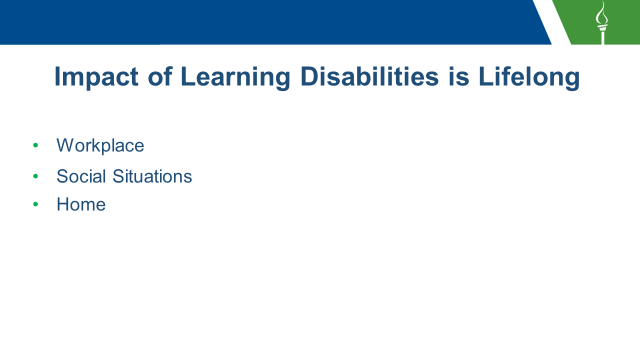 Impact of Learning Disabilities is Lifelong
• Workplace
• Social Situations
• Home